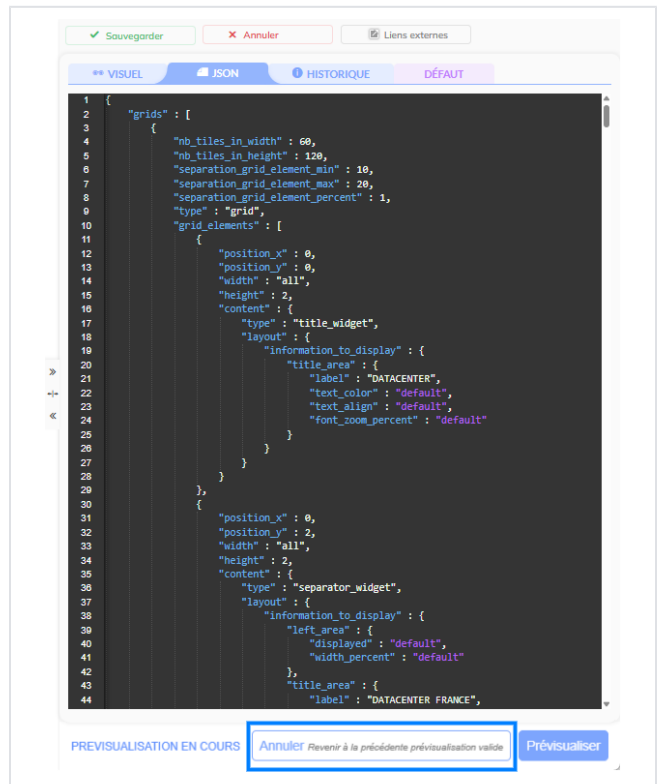 Sauvegarder Annuler Liens externes
VISUEL JSON HISTORIQUE DÉFAUT
1 {
2 "grids" : [
3 {
4 "nb_tiles_in_width" : 60,
5 "nb_tiles_in_height" : 120,
6 "separation_grid_element_min" : 10,
7 "separation_grid_element_max" : 20,
8 "separation_grid_element_percent" : 1,
9 "type" : "grid",
10 "grid_elements" : [
11 {
12 "position_x" : 0,
13 "position_y" : 0,
14 "width" : "all",
15 "height" : 2,
16 "content" : {
17 "type" : "title_widget",
18 "layout" : {
19 "information_to_display" : {
20 "title_area" : {
21 "label" : "DATACENTER",
22 "text_color" : "default",
23 "text_align" : "default",
24 "font_zoom_percent" : "default"
25 }
26 }
27 }
28 }
29 },
30 {
31 "position_x" : 0,
32 "position_y" : 2,
33 "width" : "all",
34 "height" : 2,
35 "content" : {
36 "type" : "separator_widget",
37 "layout" : {
38 "information_to_display" : {
39 "left_area" : {
40 "displayed" : "default",
41 "width_percent" : "default"
42 },
43 "title_area" : {
44 "label" : "DATACENTER FRANCE",
PREVISUALISATION EN COURS Annuler Revenir à la précédente prévisualisation valide Prévisualiser